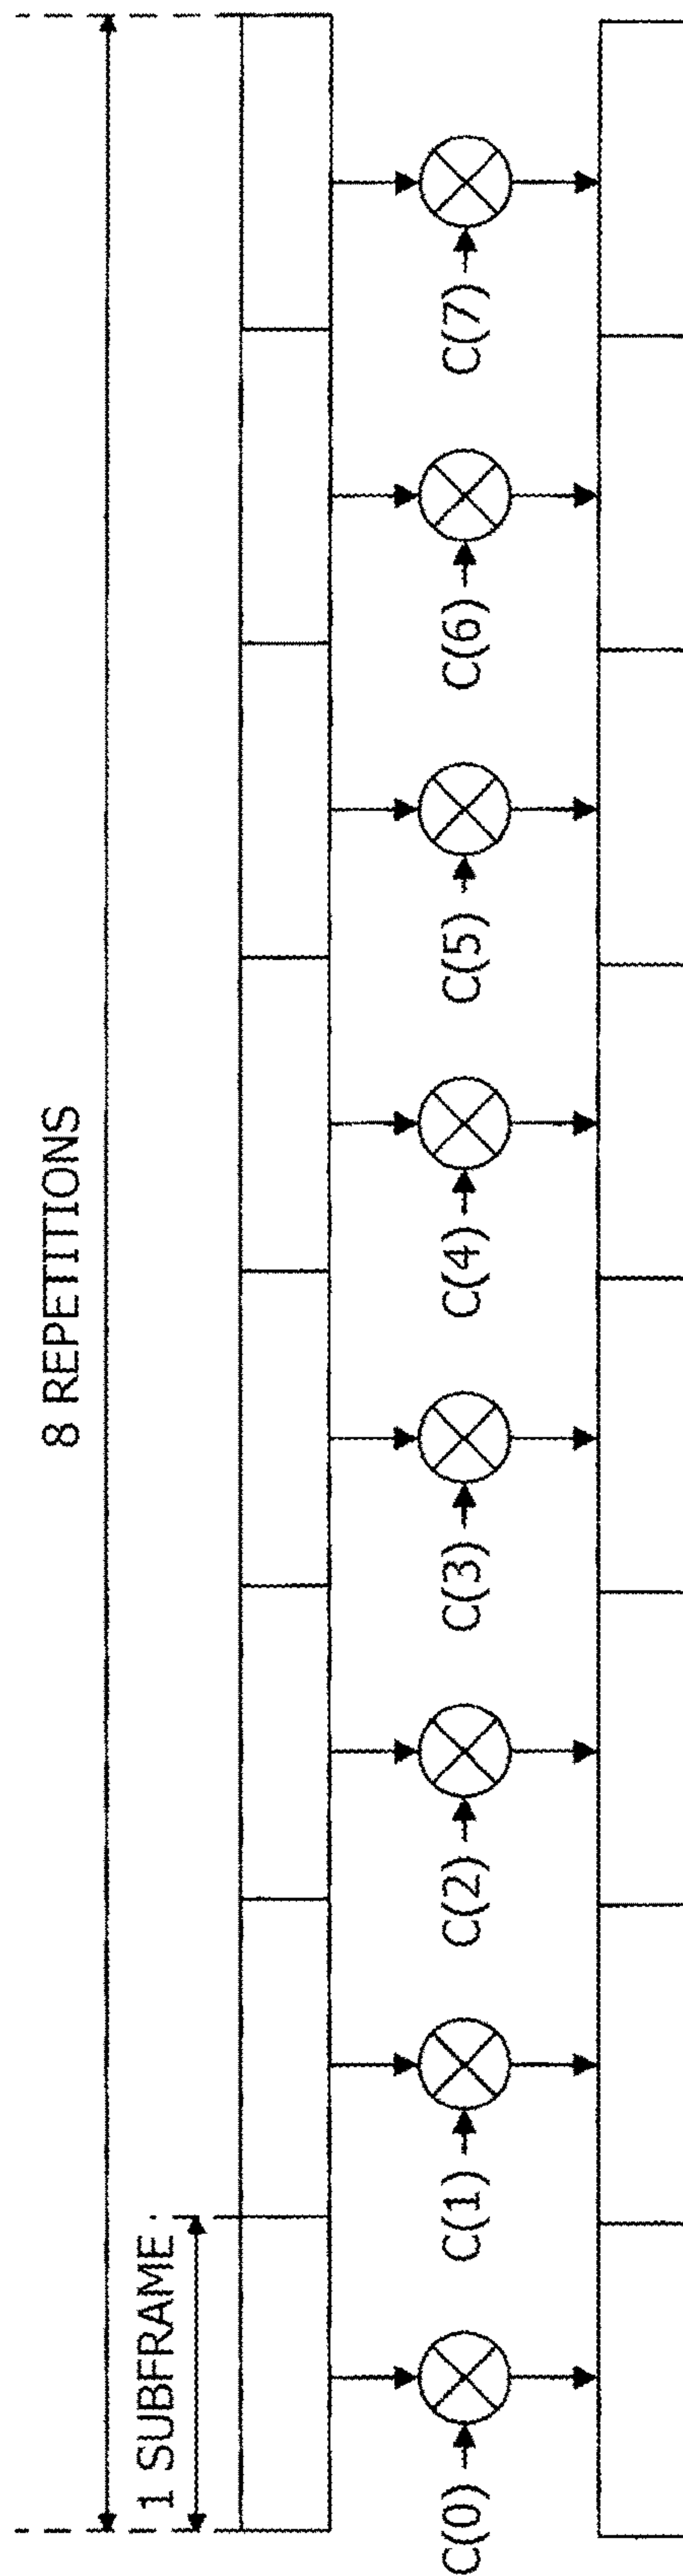 8 REPETITIONS
1 SUBFRAME
C(0)
C(1)
C(2)
C(3)
C(4)
C(5)
C(6)
C(7)